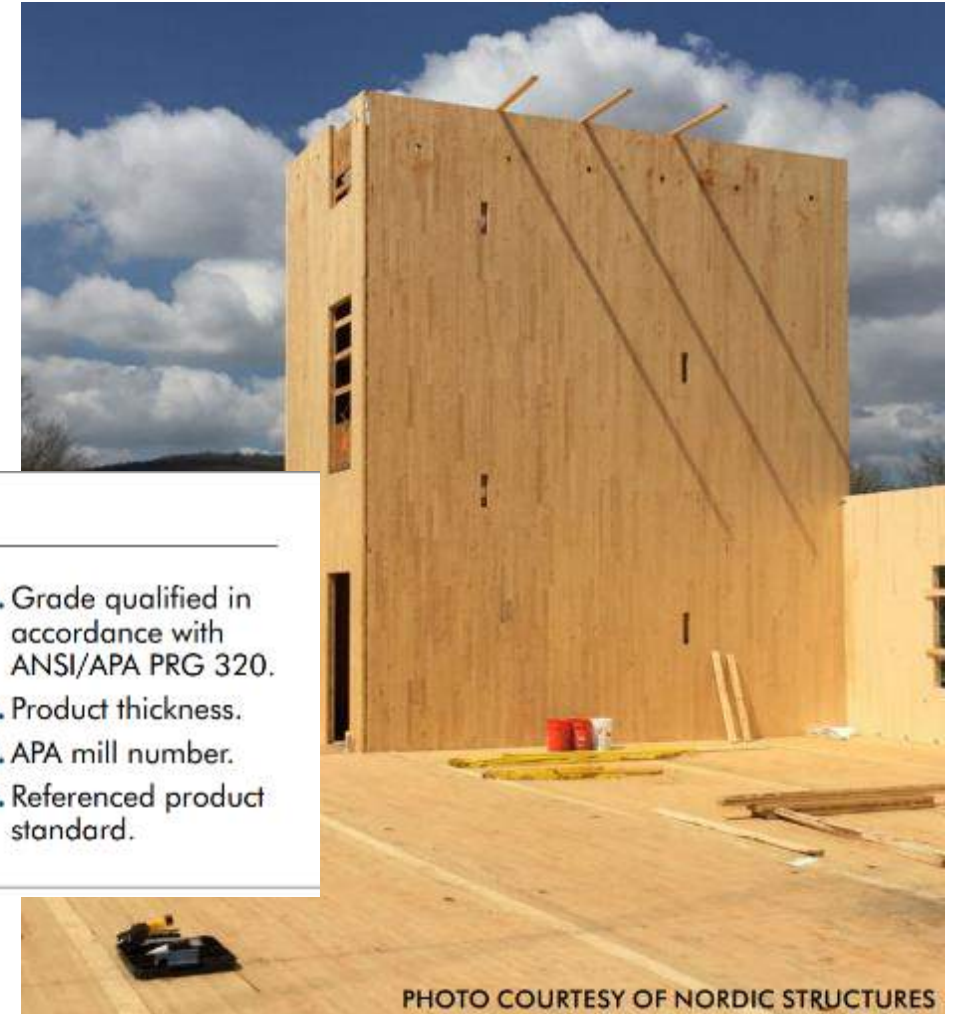 . Grade qualified in
accordance with
ANSI/APA PRG 320.
. Product thickness.
. APA mill number.
. Referenced product
standard.
PHOTO COURTESY OF NORDIC STRUCTURES